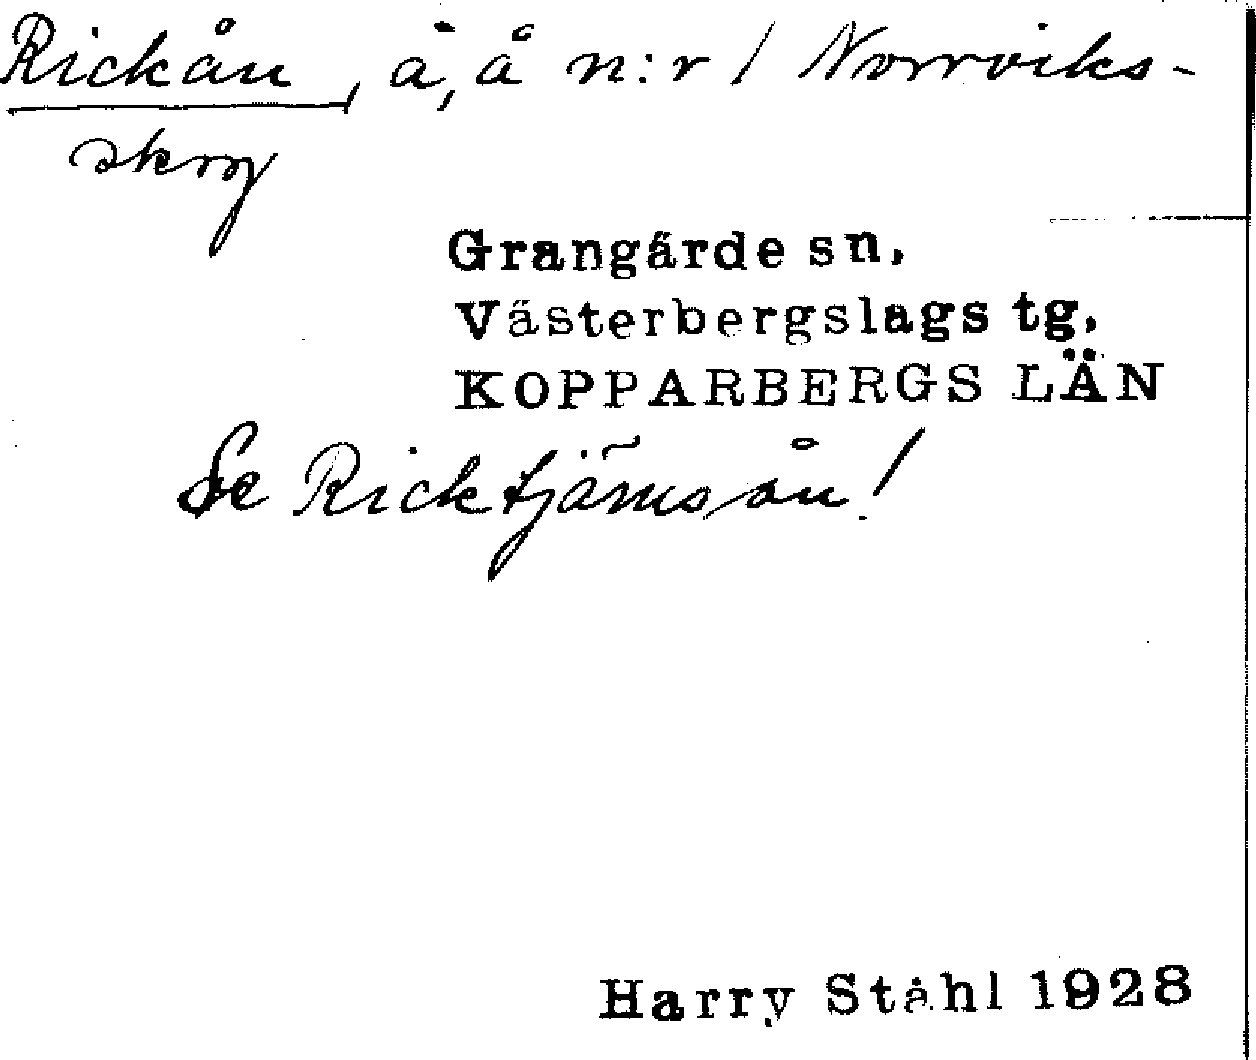 Rickån, å, å n:r 1 Norrviks-
skog
Grangärde sn.
Västerbergslags tg.
KOPPARBERGS LÄN
Se Ricktjärnsån!
Harry Ståhl 1928